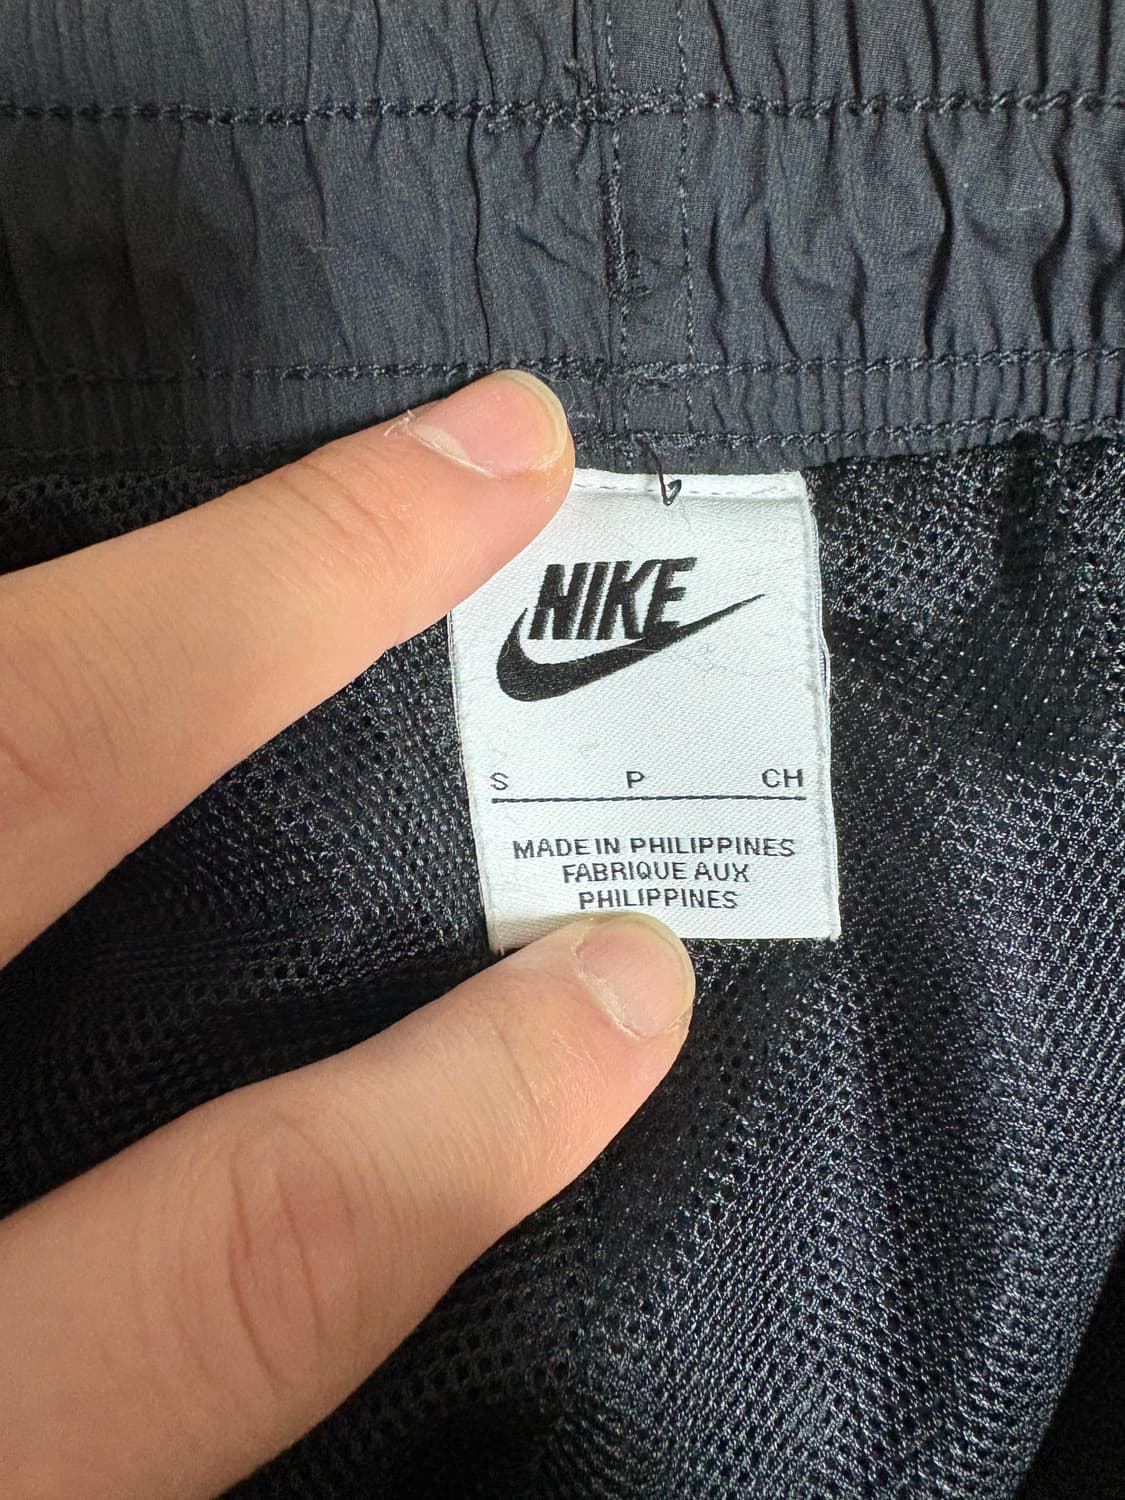 NIKE
S P CH
MADE IN PHILIPPINES
FABRIQUE AUX
PHILIPPINES